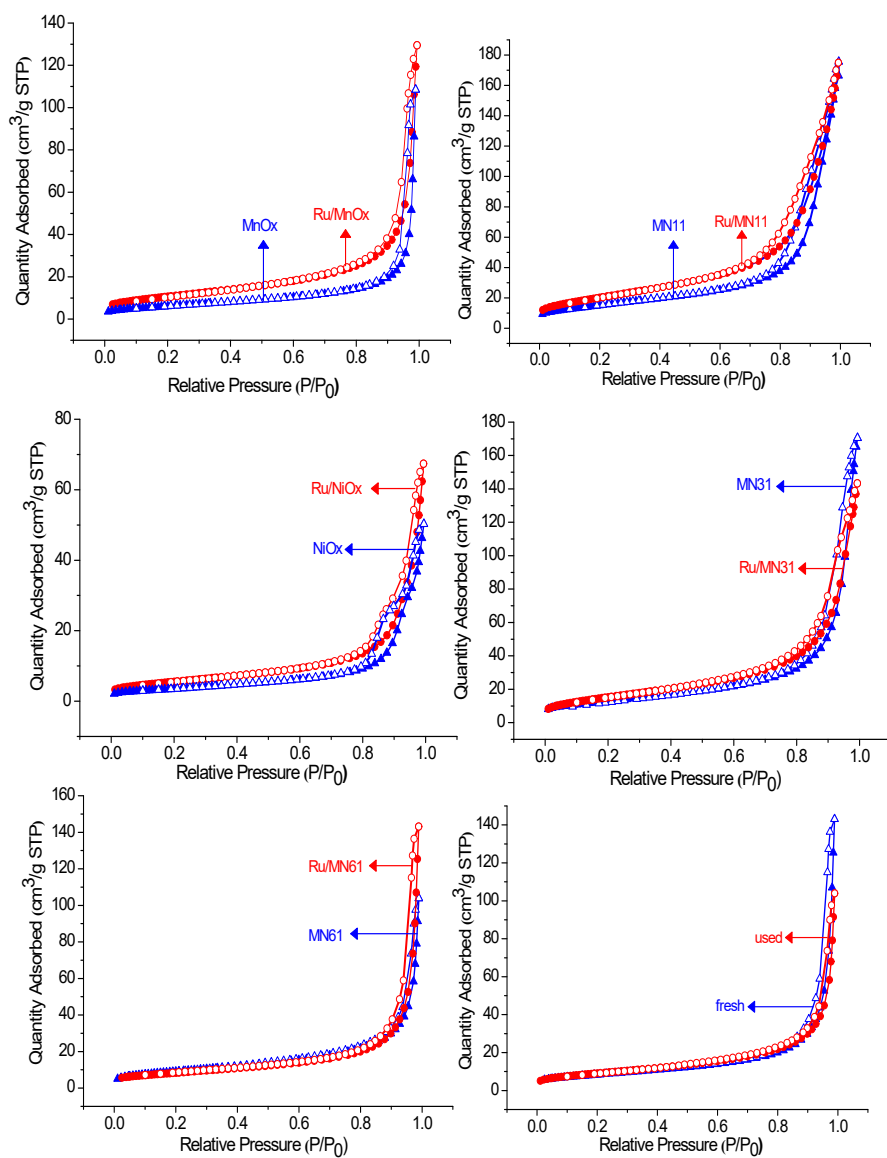 140
120
100
80
60
40
20
0
Quantity Adsorbed (cm³/g STP)
MnOx
Ru/MnOx
0.0 0.2 0.4 0.6 0.8 1.0
Relative Pressure (P/P0)
180
160
140
120
100
80
60
40
20
0
Quantity Adsorbed (cm³/g STP)
MN11
Ru/MN11
0.0 0.2 0.4 0.6 0.8 1.0
Relative Pressure (P/P0)
80
60
40
20
0
Quantity Adsorbed (cm³/g STP)
Ru/NiOx
NiOx
0.0 0.2 0.4 0.6 0.8 1.0
Relative Pressure (P/P0)
180
160
140
120
100
80
60
40
20
0
Quantity Adsorbed (cm³/g STP)
MN31
Ru/MN31
0.0 0.2 0.4 0.6 0.8 1.0
Relative Pressure (P/P0)
160
140
120
100
80
60
40
20
0
Quantity Adsorbed (cm³/g STP)
Ru/MN61
MN61
0.0 0.2 0.4 0.6 0.8 1.0
Relative Pressure (P/P0)
140
120
100
80
60
40
20
0
Quantity Adsorbed (cm³/g STP)
used
fresh
0.0 0.2 0.4 0.6 0.8 1.0
Relative Pressure (P/P0)